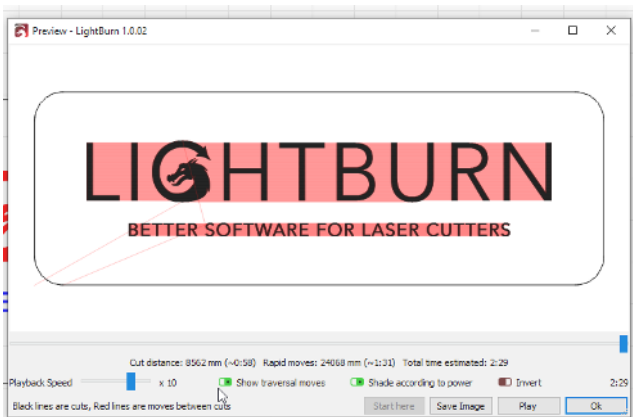 Preview - LightBurn 1.0.02
LIGHTBURN
BETTER SOFTWARE FOR LASER CUTTERS
Cut distance: 8562 mm (~0:58) Rapid moves: 24068 mm (~1:31) Total time estimated: 2:29
Playback Speed x 10 Show traversal moves Shade according to power Invert 2:29
Black lines are cuts, Red lines are moves between cuts Start here Save Image Play Ok